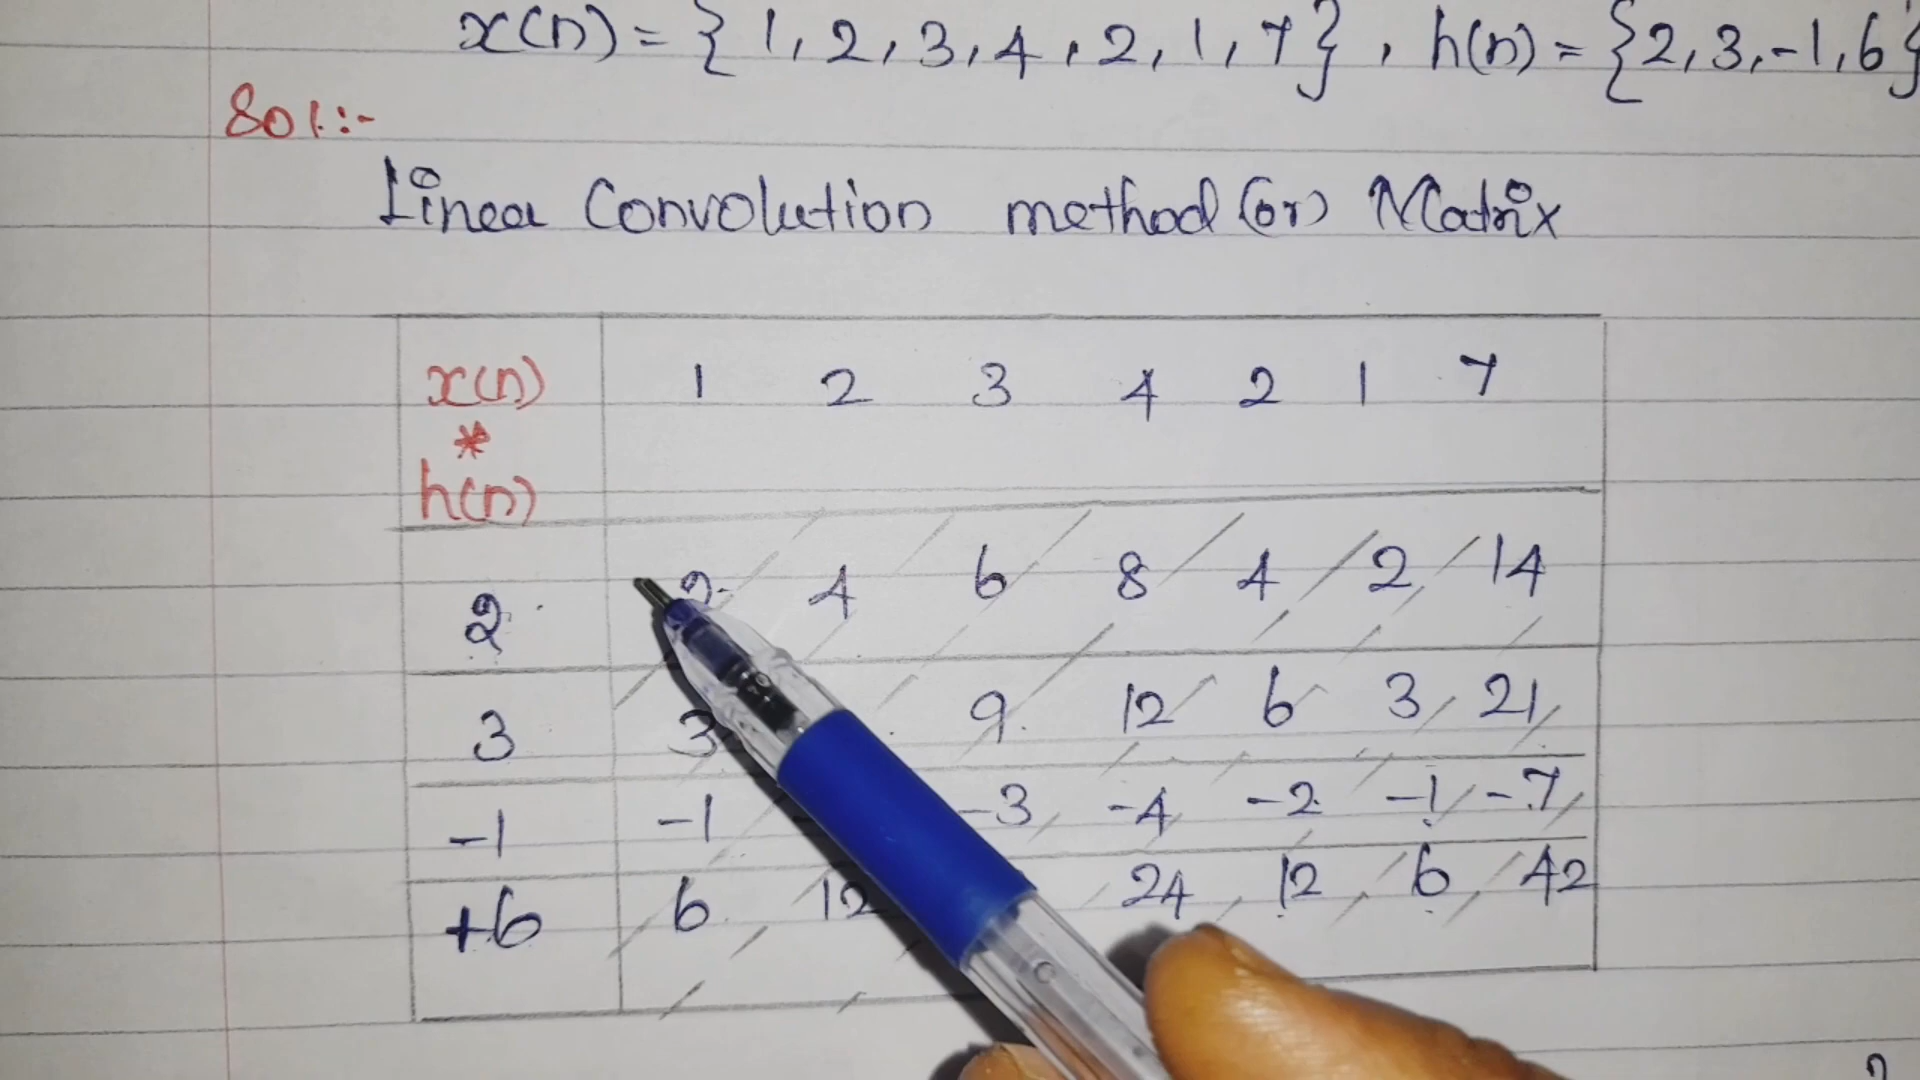 x(n) = {1, 2, 3, 4, 2, 1, 7}, h(n) = {2, 3, -1, 6}
Sol:-
Linear Convolution method (or) Matrix
x(n) * h(n) 1 2 3 4 2 1 7
2 2 4 6 8 4 2 14
3 3 9 12 6 3 21
-1 -1 -3 -4 -2 -1 -7
+6 6 12 24 12 6 42